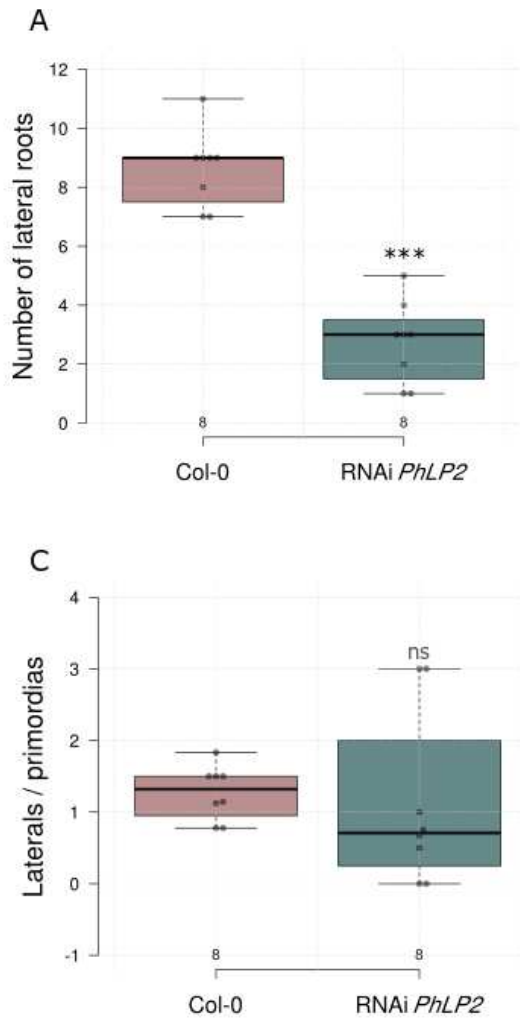 A
Number of lateral roots
12
10
8
6
4
2
0
***
8 8
Col-0 RNAi PhLP2
C
Laterals / primordias
4
3
2
1
0
-1
ns
8 8
Col-0 RNAi PhLP2